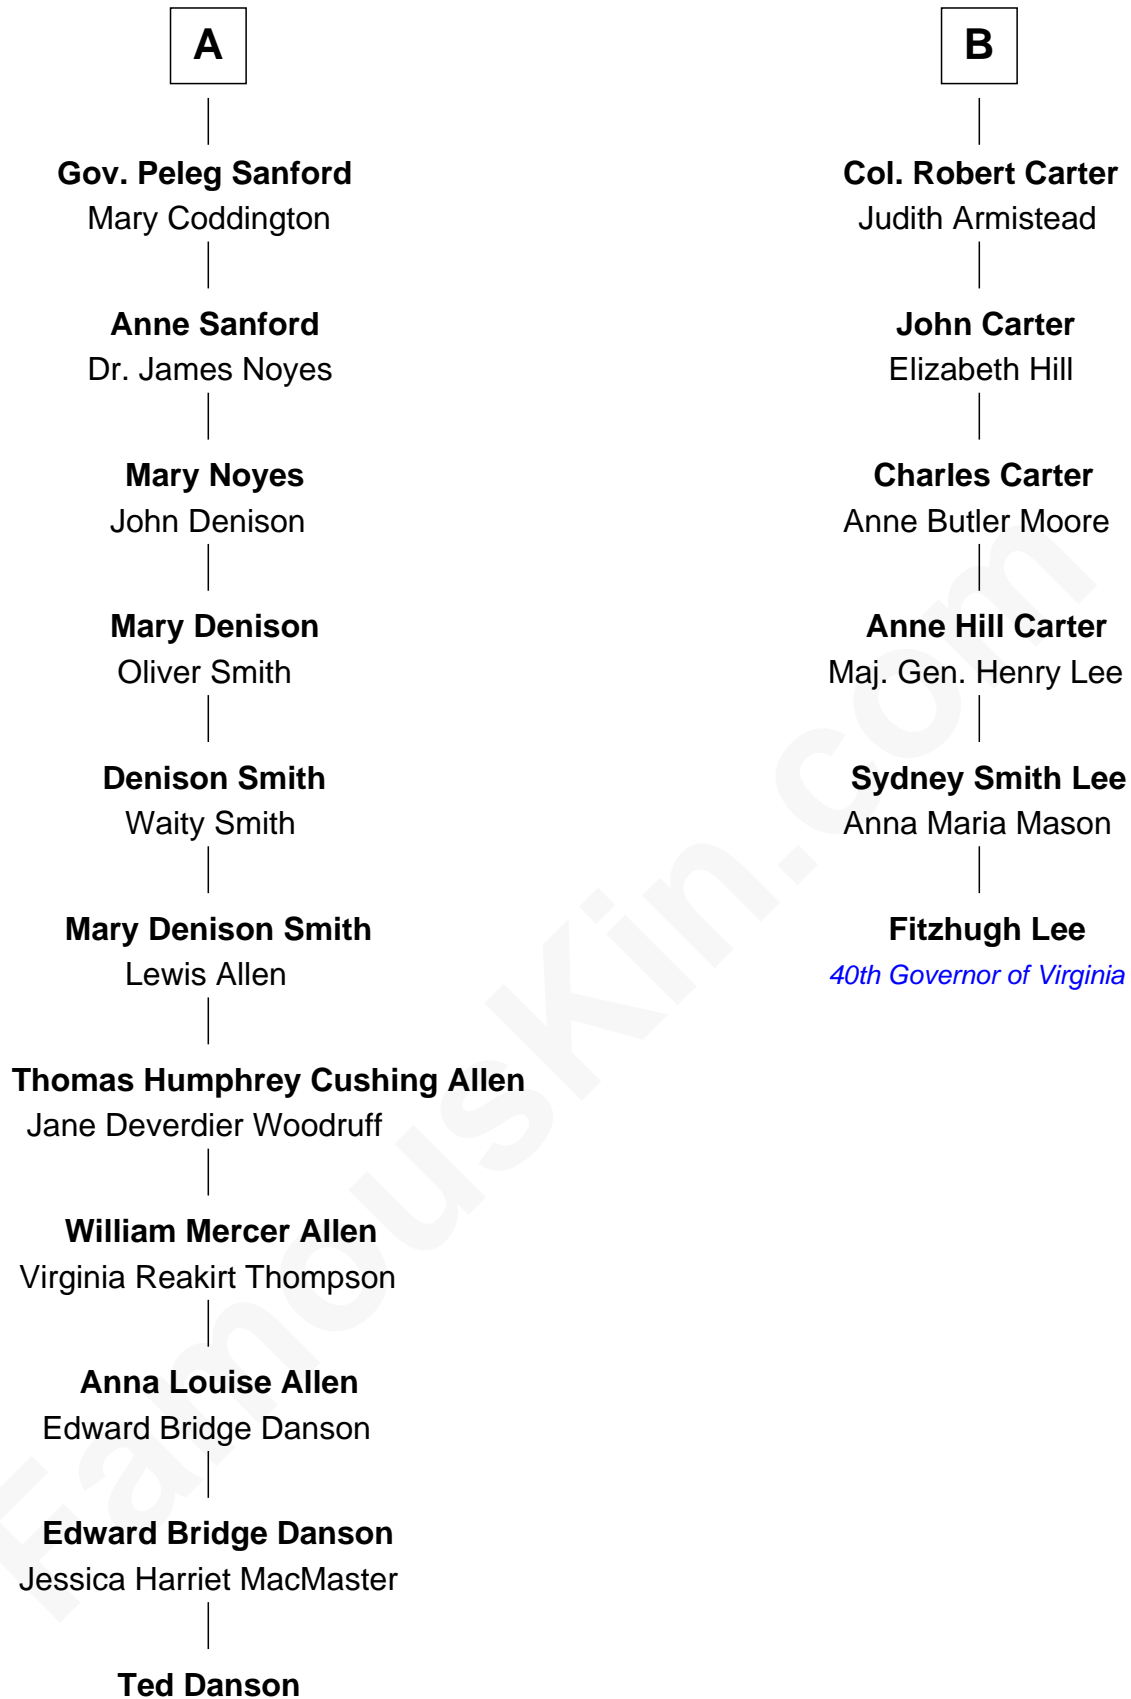 A
Gov. Peleg Sanford
Mary Coddington
Anne Sanford
Dr. James Noyes
Mary Noyes
John Denison
Mary Denison
Oliver Smith
Denison Smith
Waity Smith
Mary Denison Smith
Lewis Allen
Thomas Humphrey Cushing Allen
Jane Deverdier Woodruff
William Mercer Allen
Virginia Reakirt Thompson
Anna Louise Allen
Edward Bridge Danson
Edward Bridge Danson
Jessica Harriet MacMaster
Ted Danson
B
Col. Robert Carter
Judith Armistead
John Carter
Elizabeth Hill
Charles Carter
Anne Butler Moore
Anne Hill Carter
Maj. Gen. Henry Lee
Sydney Smith Lee
Anna Maria Mason
Fitzhugh Lee
40th Governor of Virginia
FamousKin.com